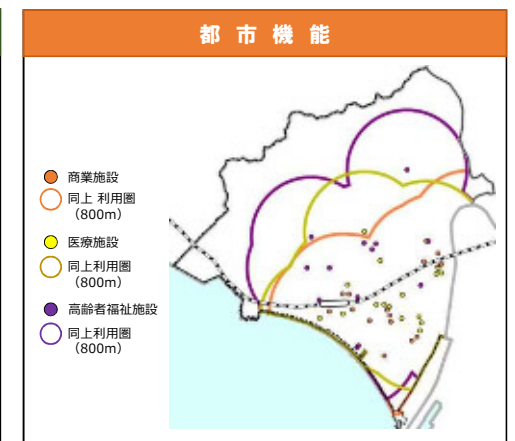 都市機能
商業施設
同上 利用圏
（800m）
医療施設
同上利用圏
（800m）
高齢者福祉施設
同上利用圏
（800m）